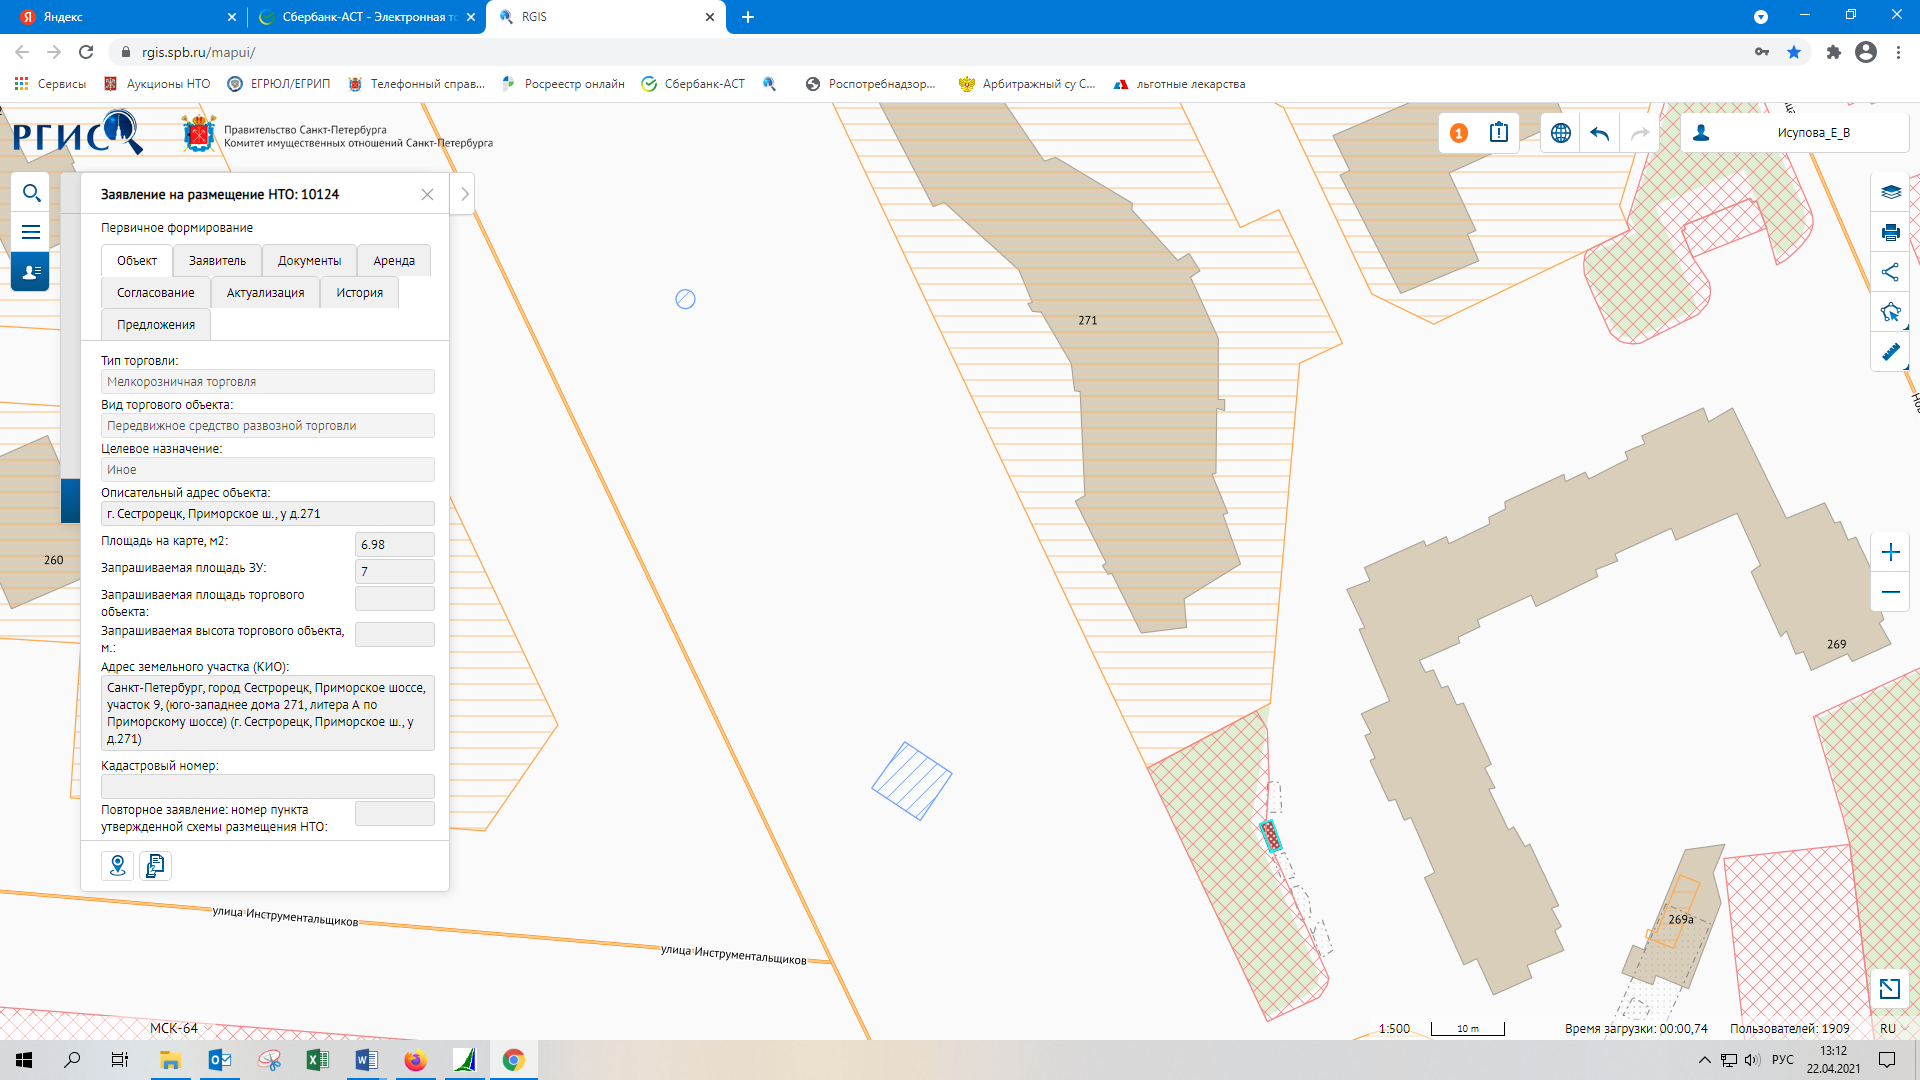 Яндекс
Сбербанк-АСТ - Электронная то
RGIS
rgis.spb.ru/mapui/
Сервисы
Аукционы НТО
ЕГРЮЛ/ЕГРИП
Телефонный справ...
Росреестр онлайн
Сбербанк-АСТ
Роспотребнадзор...
Арбитражный су С...
льготные лекарства
РГИС
Правительство Санкт-Петербурга
Комитет имущественных отношений Санкт-Петербурга
1
Исупова_Е_В
Заявление на размещение НТО: 10124
Первичное формирование
Объект
Заявитель
Документы
Аренда
Согласование
Актуализация
История
Предложения
Тип торговли:
Мелкорозничная торговля
Вид торгового объекта:
Передвижное средство развозной торговли
Целевое назначение:
Иное
Описательный адрес объекта:
г. Сестрорецк, Приморское ш., у д.271
Площадь на карте, м2:
6.98
Запрашиваемая площадь ЗУ:
7
Запрашиваемая площадь торгового
объекта:
Запрашиваемая высота торгового объекта,
м.:
Адрес земельного участка (КИО):
Санкт-Петербург, город Сестрорецк, Приморское шоссе,
участок 9, (юго-западнее дома 271, литера А по
Приморскому шоссе) (г. Сестрорецк, Приморское ш., у
д.271)
Кадастровый номер:
Повторное заявление: номер пункта
утвержденной схемы размещения НТО:
271
260
269
269а
улица Инструментальщиков
улица Инструментальщиков
МСК-64
1:500
10 m
Время загрузки: 00:00,74
Пользователей: 1909
RU
РУС
13:12
22.04.2021